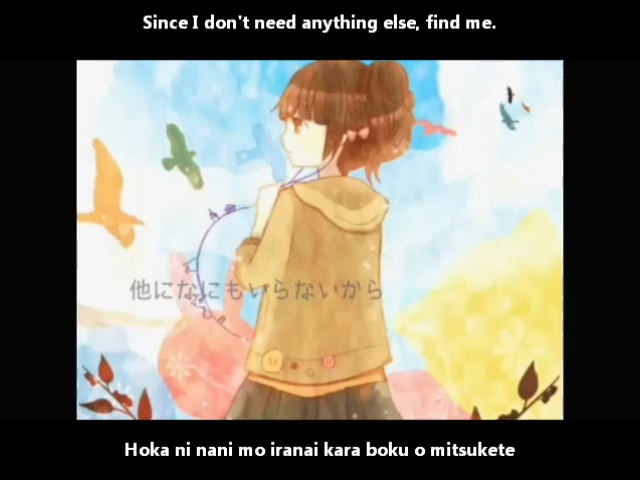 Since I don't need anything else, find me.
他になにもいらないから
Hoka ni nani mo iranai kara boku o mitsukete